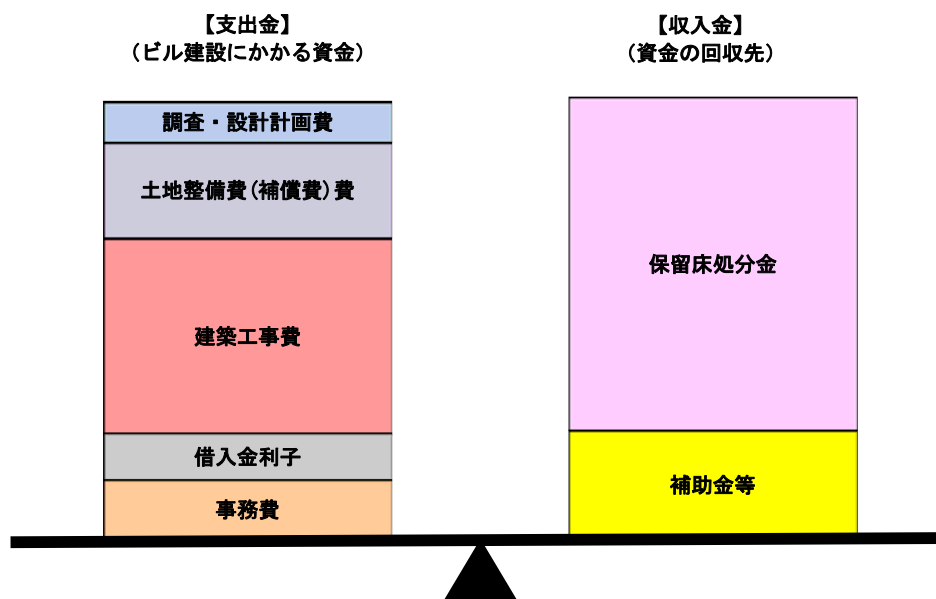 【支出金】
(ビル建設にかかる資金)
調査・設計計画費
土地整備費(補償費)費
建築工事費
借入金利子
事務費
【収入金】
(資金の回収先)
保留床処分金
補助金等